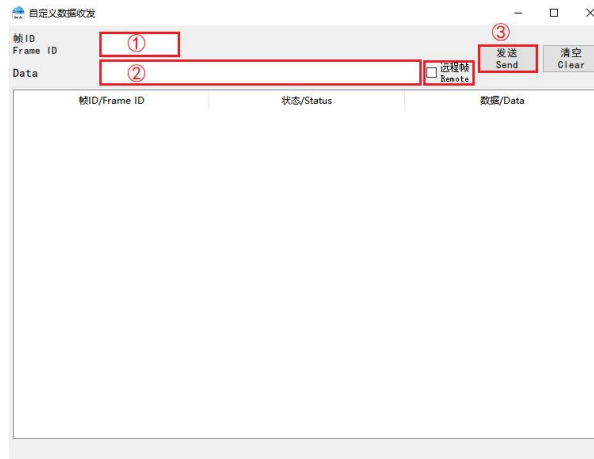 自定义数据收发
帧ID
Frame ID
①
③
发送
Send
清空
Clear
Data
②
远程帧
Remote
帧ID/Frame ID 状态/Status 数据/Data